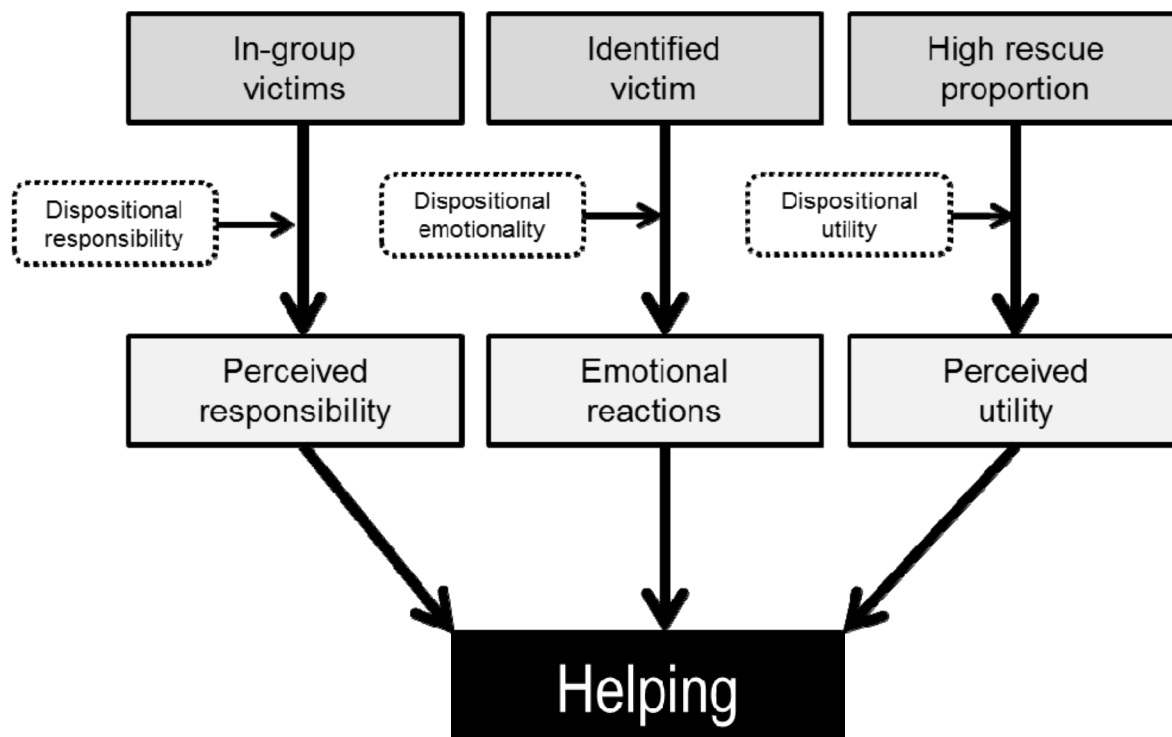 In-group
victims
Identified
victim
High rescue
proportion
Dispositional
responsibility
Dispositional
emotionality
Dispositional
utility
Perceived
responsibility
Emotional
reactions
Perceived
utility
Helping